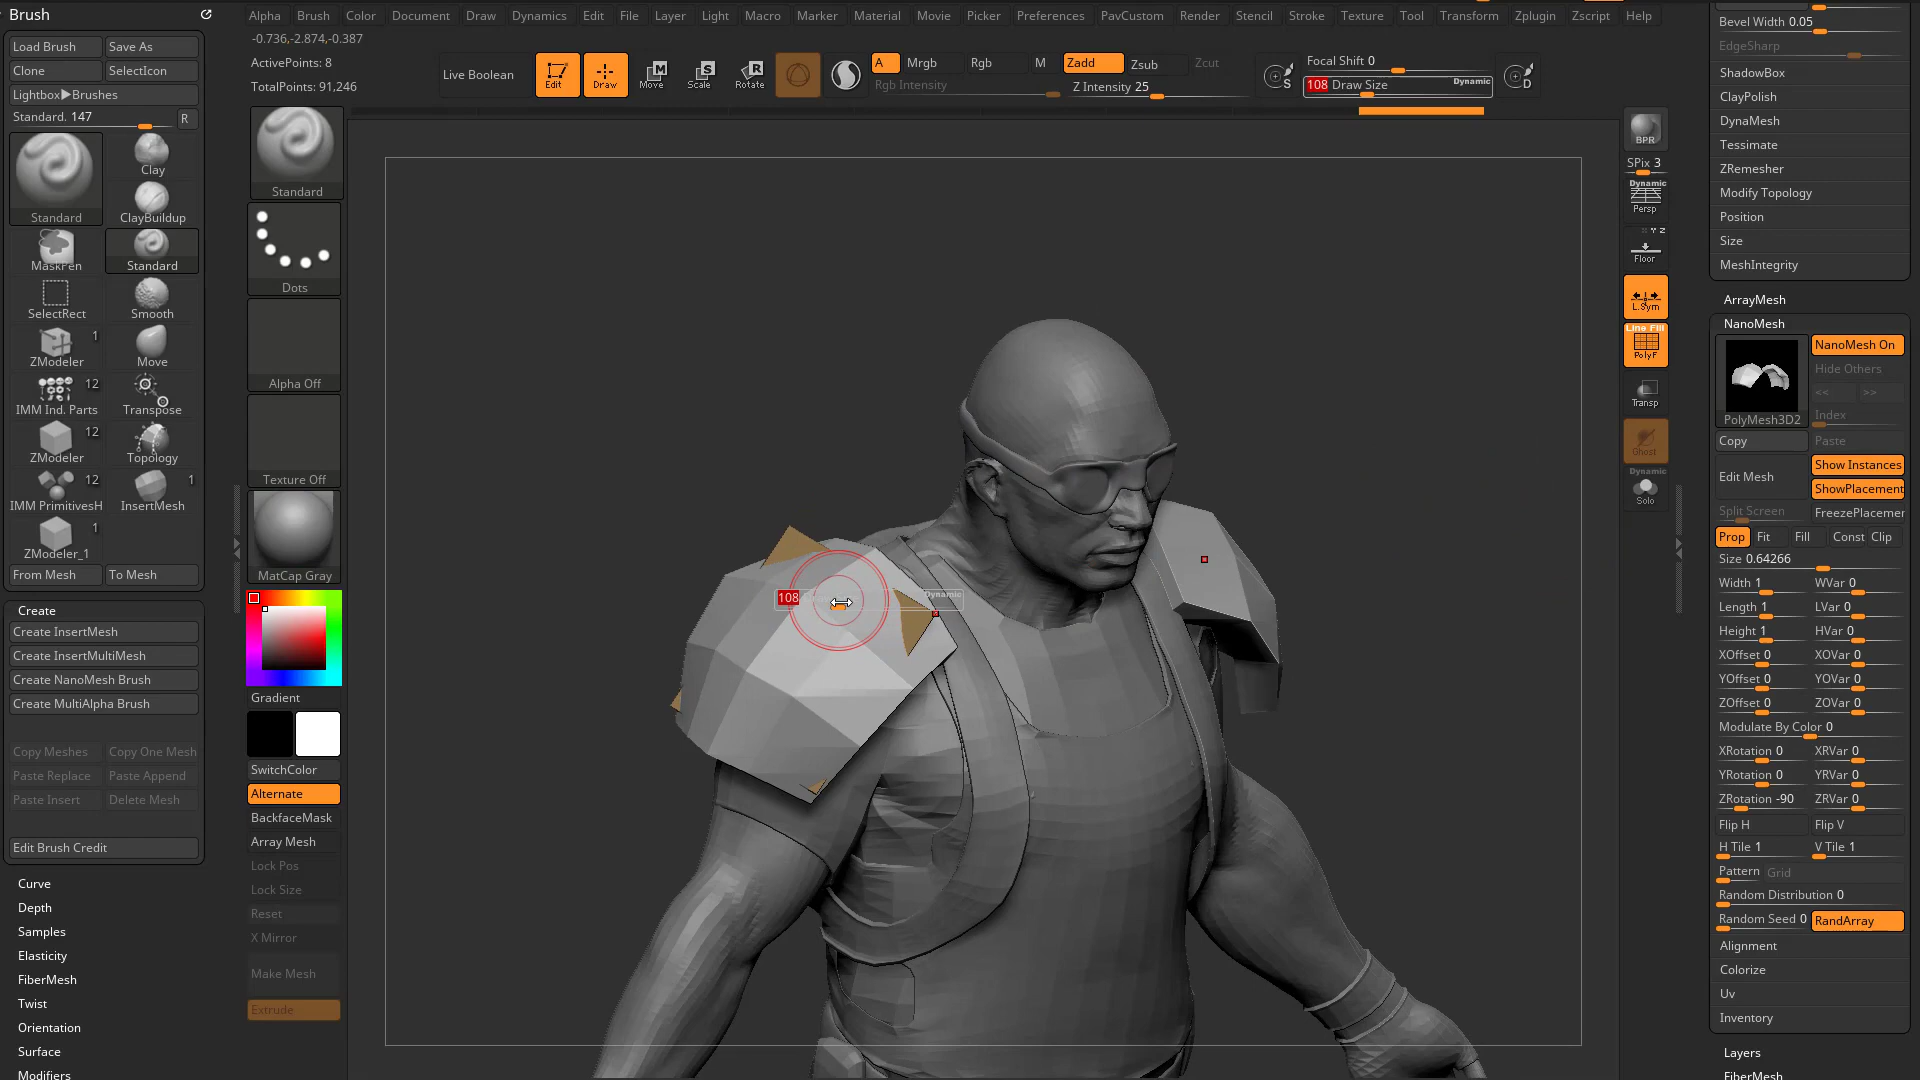 Brush
Alpha Brush Color Document Draw Dynamics Edit File Layer Light Macro Marker Material Movie Picker Preferences PavCustom Render Stencil Stroke Texture Tool Transform Zplugin Zscript Help
-0.736,-2.874,-0.387
ActivePoints: 8
TotalPoints: 91,246
Live Boolean
Edit
Draw
Move
Scale
Rotate
A Mrgb Rgb M
Rgb Intensity
Zadd Zsub Zcut
Z Intensity 25
S
Focal Shift 0
108 Draw Size Dynamic
D
Load Brush Save As
Clone SelectIcon
Lightbox▶Brushes
Standard. 147 R
Standard
Clay
ClayBuildup
MaskPen
Standard
SelectRect
Smooth
ZModeler 1
Move
IMM Ind. Parts 12
Transpose
ZModeler 12
Topology
IMM PrimitivesH 12
InsertMesh 1
ZModeler_1 1
From Mesh To Mesh
Create
Create InsertMesh
Create InsertMultiMesh
Create NanoMesh Brush
Create MultiAlpha Brush
Copy Meshes Copy One Mesh
Paste Replace Paste Append
Paste Insert Delete Mesh
Edit Brush Credit
Curve
Depth
Samples
Elasticity
FiberMesh
Twist
Orientation
Surface
Modifiers
Standard
Dots
Alpha Off
Texture Off
MatCap Gray
Gradient
SwitchColor
Alternate
BackfaceMask
Array Mesh
Lock Pos
Lock Size
Reset
X Mirror
Make Mesh
Extrude
108 Dynamic
BPR
SPix 3
Dynamic
Persp
Floor
L.Sym
Line Fill
PolyF
Transp
Ghost
Dynamic
Solo
Bevel Width 0.05
EdgeSharp
ShadowBox
ClayPolish
DynaMesh
Tessimate
ZRemesher
Modify Topology
Position
Size
MeshIntegrity
ArrayMesh
NanoMesh
NanoMesh On
Hide Others
<< >>
Index
PolyMesh3D2
Copy Paste
Edit Mesh Show Instances
ShowPlacement
Split Screen FreezePlacemer
Prop Fit Fill Const Clip
Size 0.64266
Width 1 WVar 0
Length 1 LVar 0
Height 1 HVar 0
XOffset 0 XOVar 0
YOffset 0 YOVar 0
ZOffset 0 ZOVar 0
Modulate By Color 0
XRotation 0 XRVar 0
YRotation 0 YRVar 0
ZRotation -90 ZRVar 0
Flip H Flip V
H Tile 1 V Tile 1
Pattern Grid
Random Distribution 0
Random Seed 0 RandArray
Alignment
Colorize
Uv
Inventory
Layers
FiberMesh